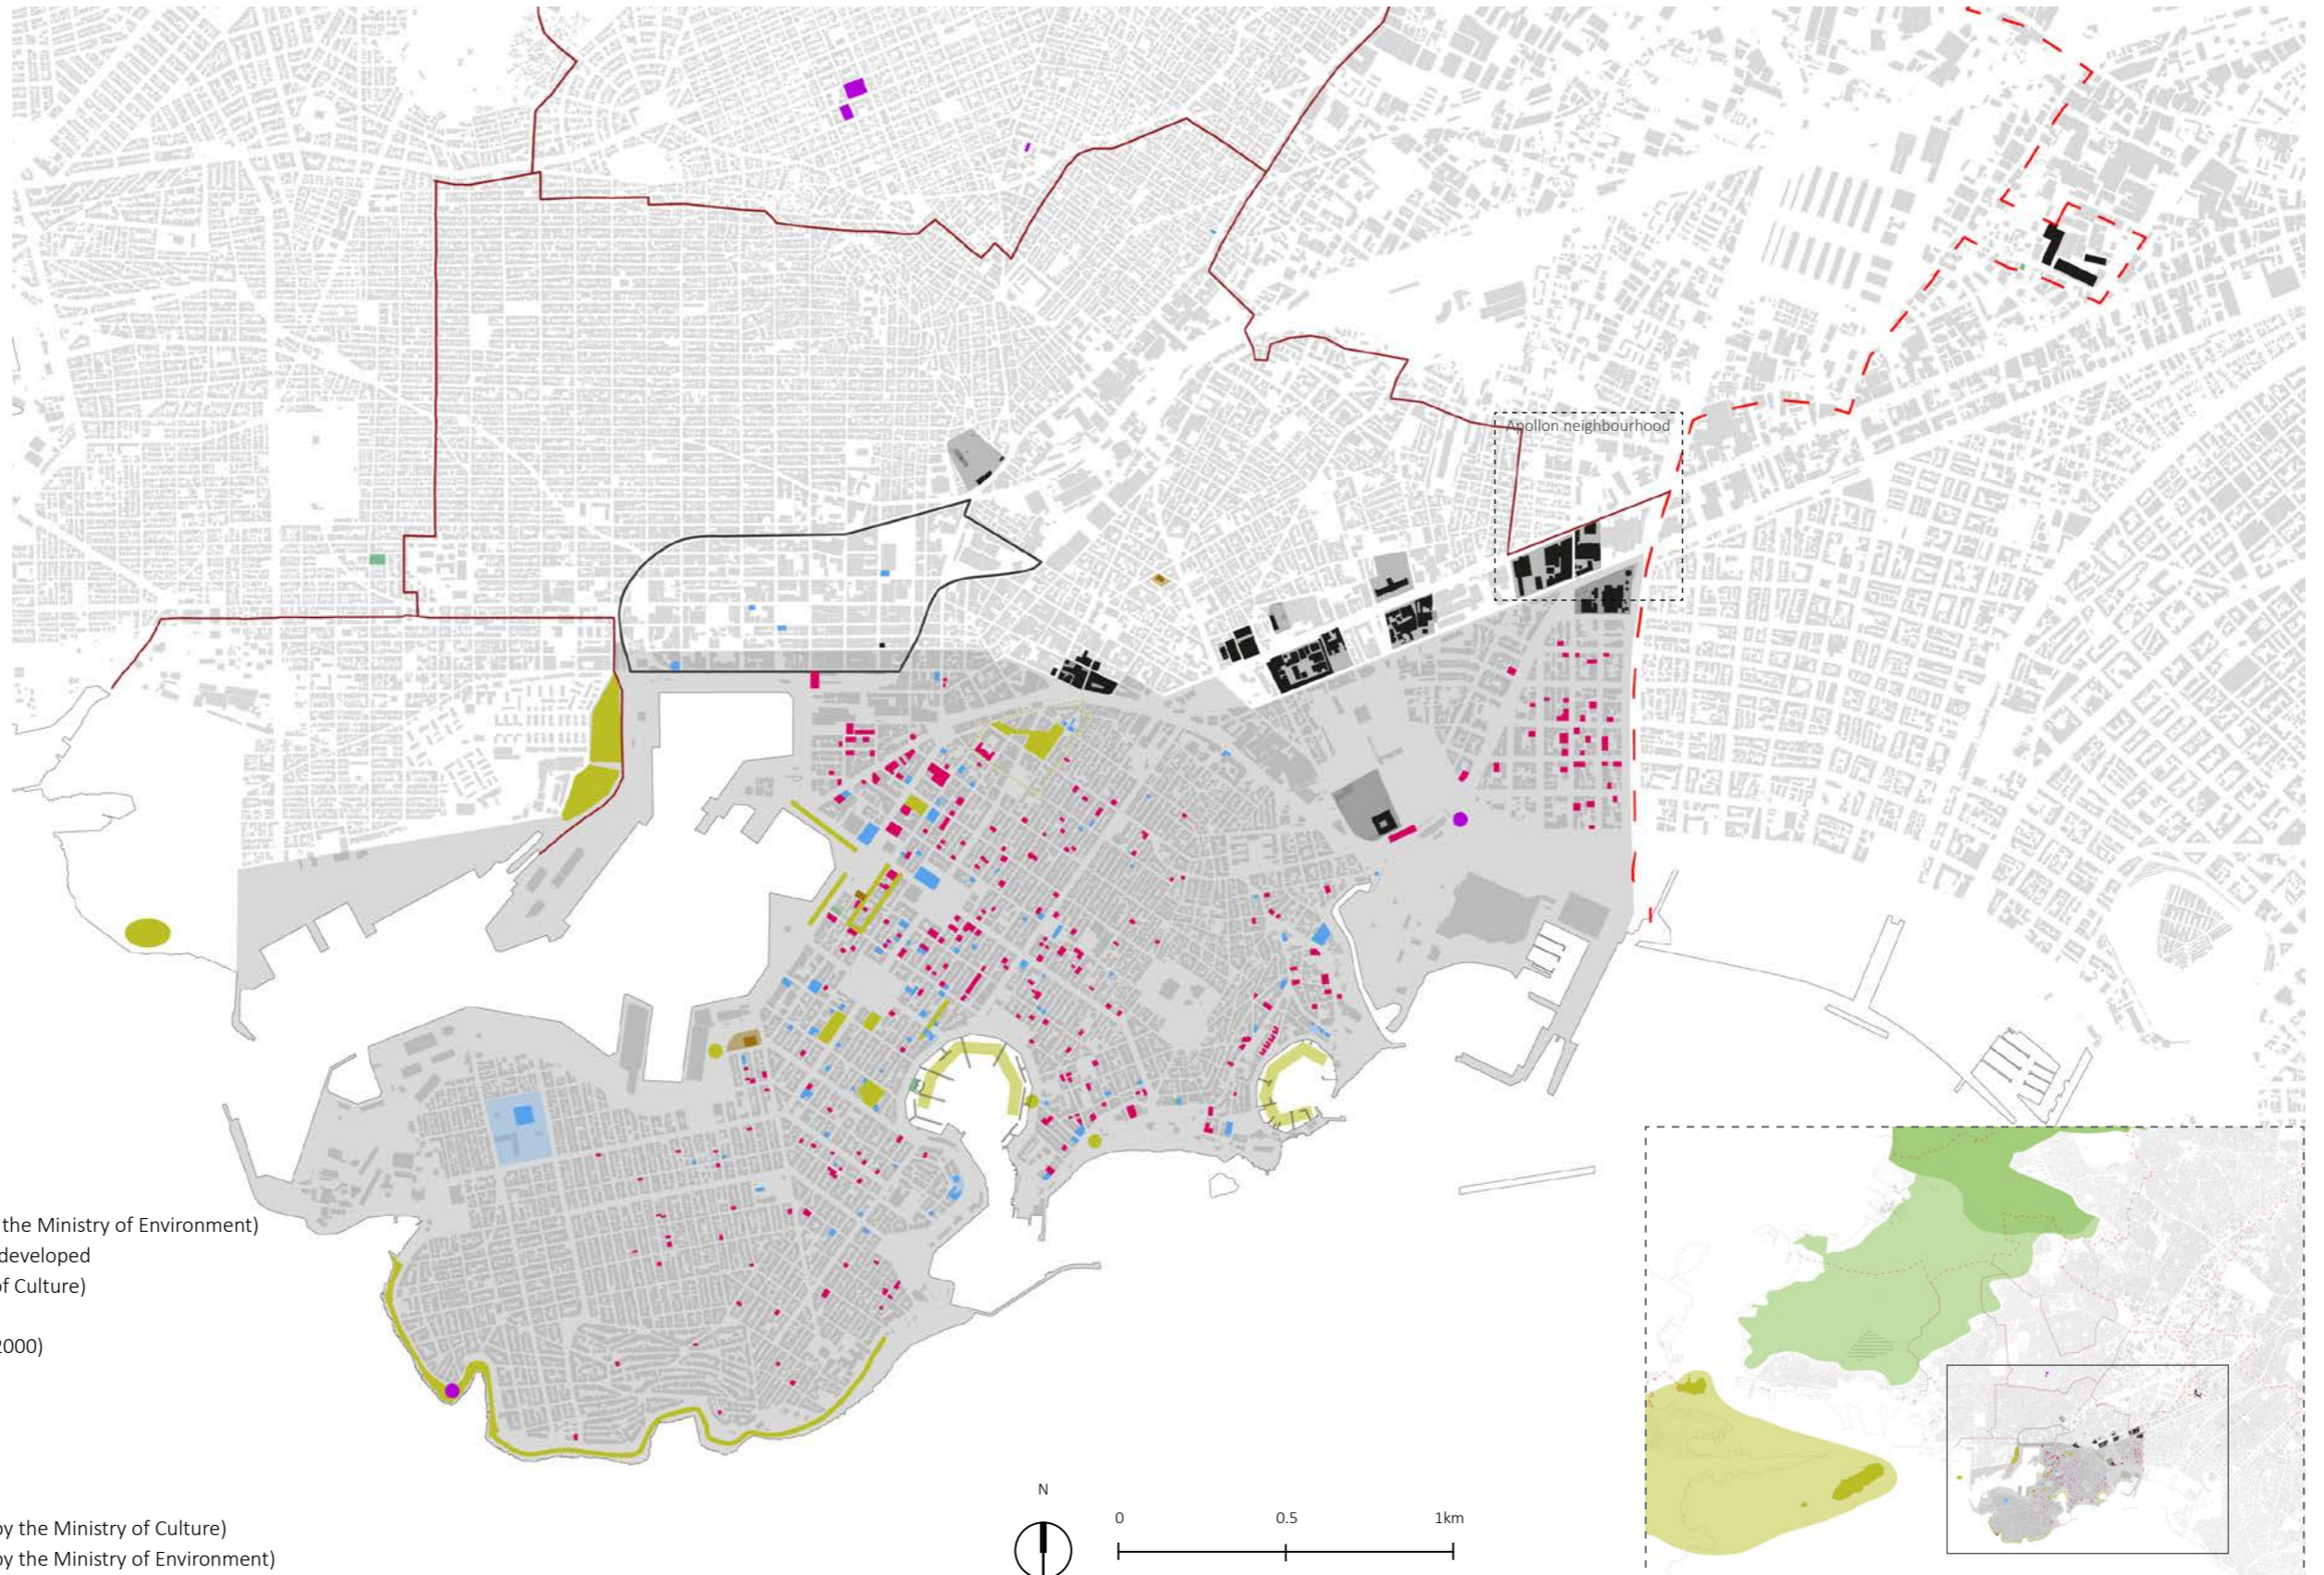 Apollon neighbourhood
the Ministry of Environment)
developed
of Culture)
2000)
by the Ministry of Culture)
by the Ministry of Environment)
N
0 0.5 1km